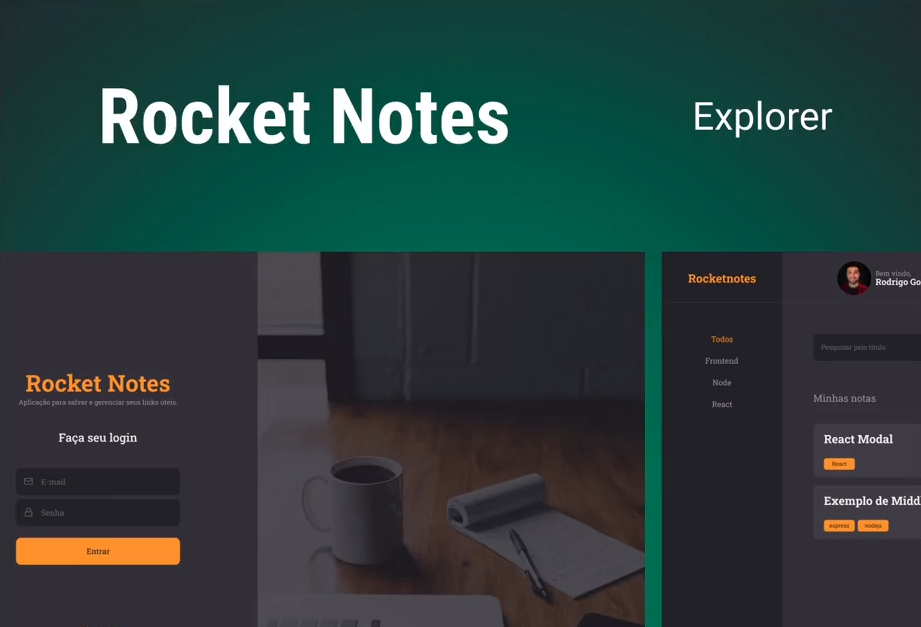 Rocket Notes
Explorer
Rocket Notes
Aplicação para salvar e gerenciar seus links úteis.
Faça seu login
E-mail
Senha
Entrar
Rocketnotes
Bem vindo,
Rodrigo Go
Todos
Frontend
Node
React
Pesquisar pelo título
Minhas notas
React Modal
React
Exemplo de Middl
express nodejs